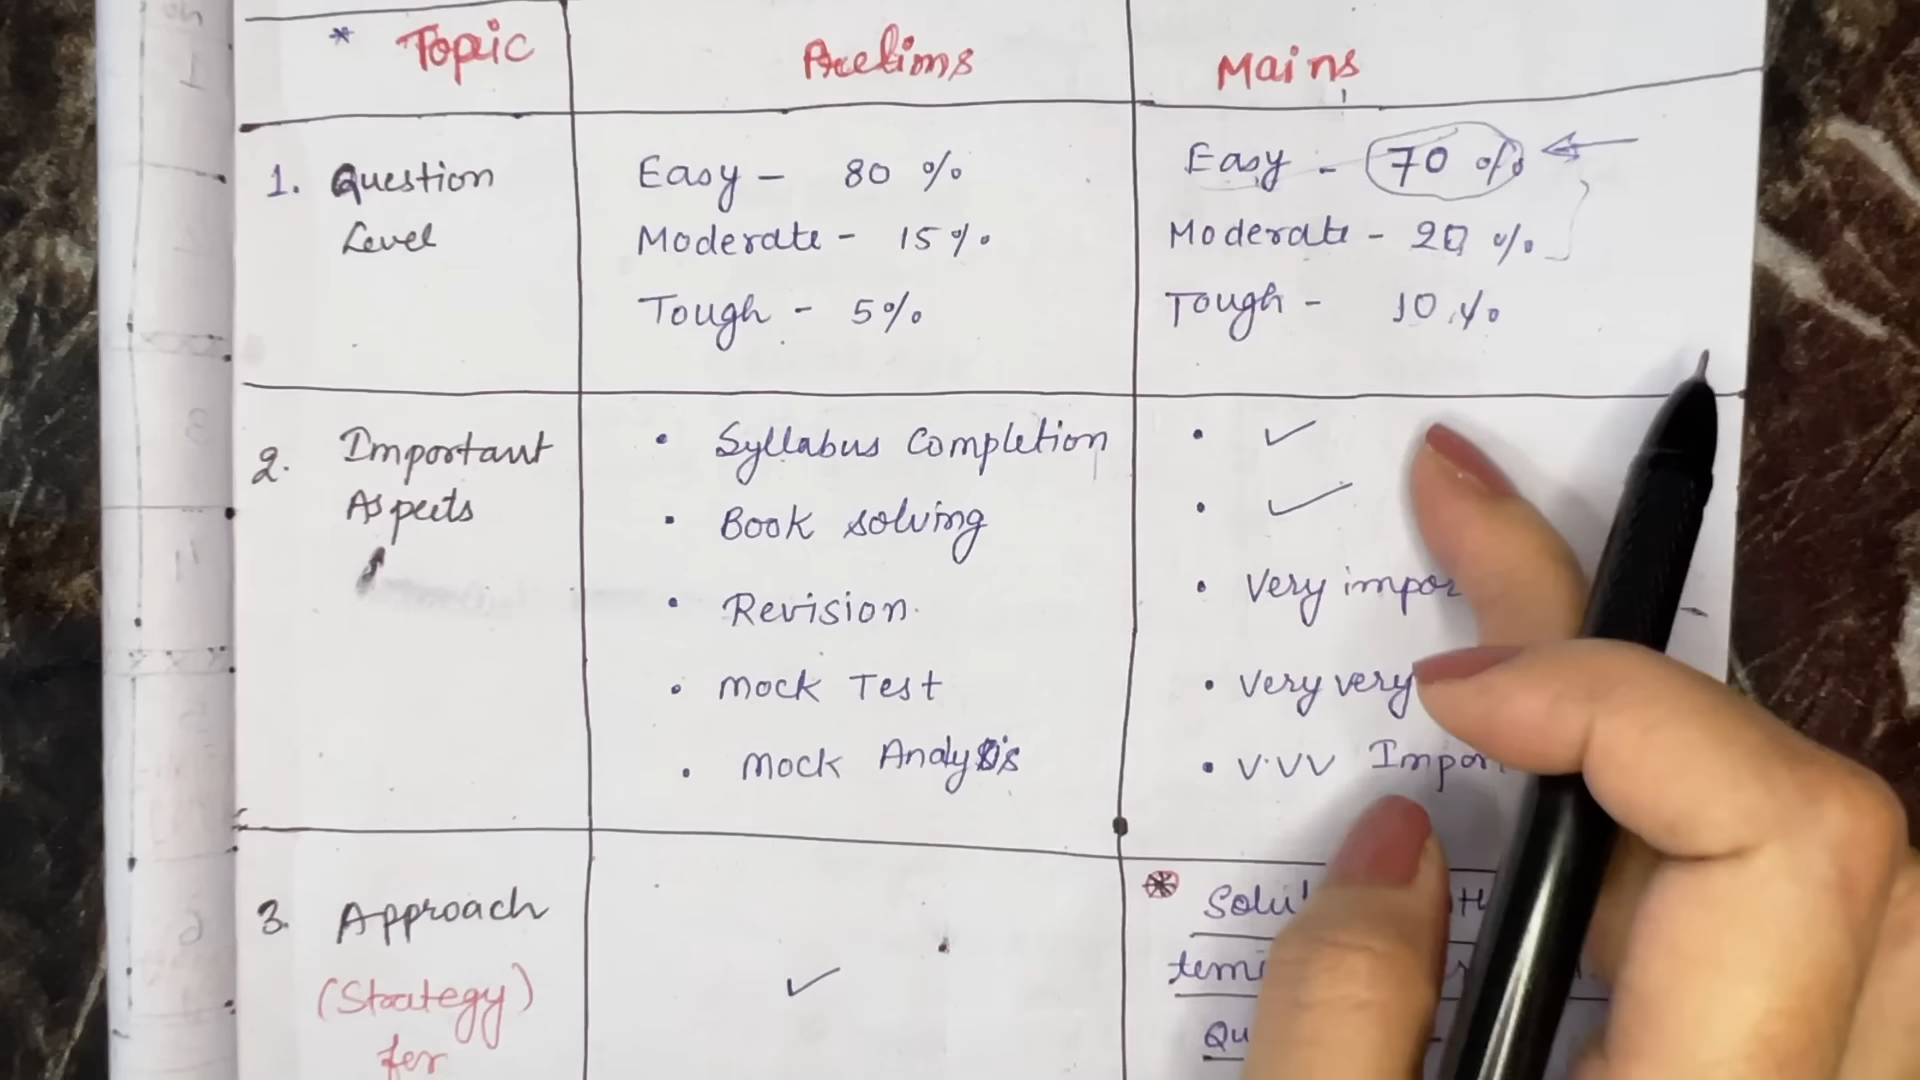 * Topic
Prelims
Mains
1. Question
Level
Easy - 80 %
Moderate - 15%
Tough - 5%
Easy - 70 %
Moderate - 20 %
Tough - 10 %
2. Important
Aspects
• Syllabus Completion
• Book solving
• Revision
• Mock Test
• Mock Analysis
• ✓
• ✓
• Very impor
• Very very
• V.VV Impor
3. Approach
(Strategy)
for
✓